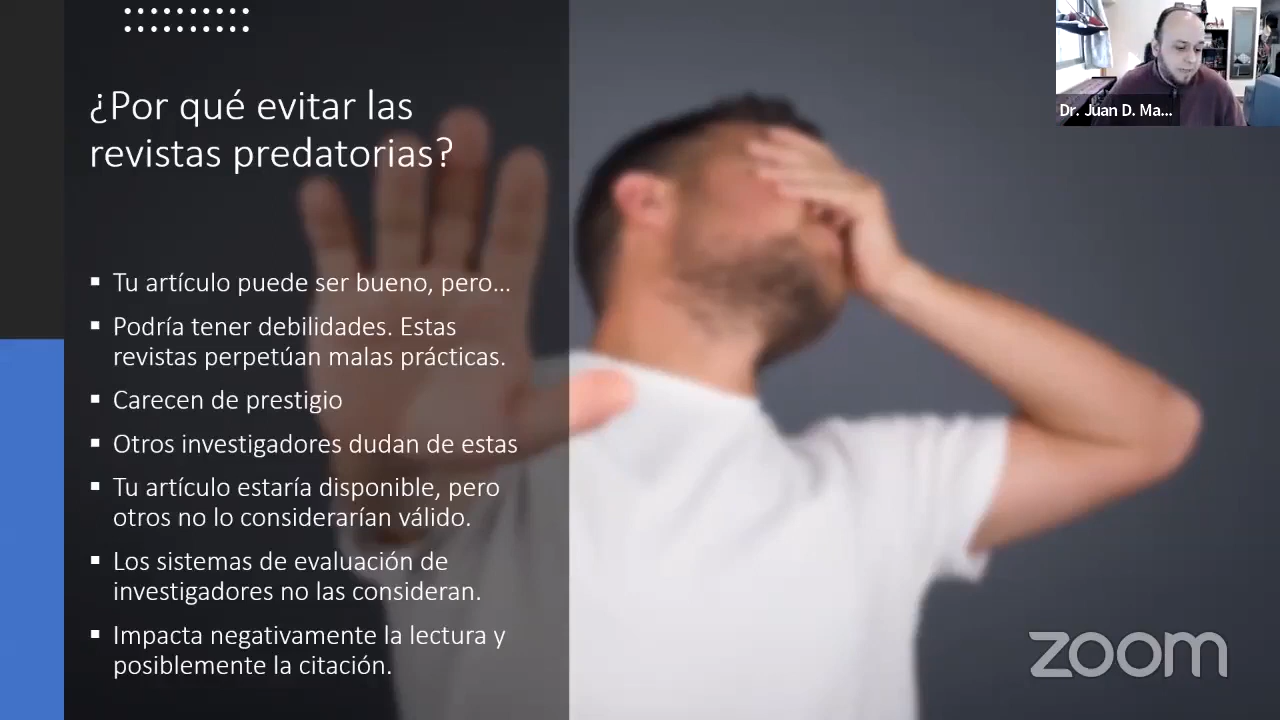 ¿Por qué evitar las
revistas predatorias?
▪ Tu artículo puede ser bueno, pero...
▪ Podría tener debilidades. Estas
revistas perpetúan malas prácticas.
▪ Carecen de prestigio
▪ Otros investigadores dudan de estas
▪ Tu artículo estaría disponible, pero
otros no lo considerarían válido.
▪ Los sistemas de evaluación de
investigadores no las consideran.
▪ Impacta negativamente la lectura y
posiblemente la citación.
Dr. Juan D. Ma...
zoom